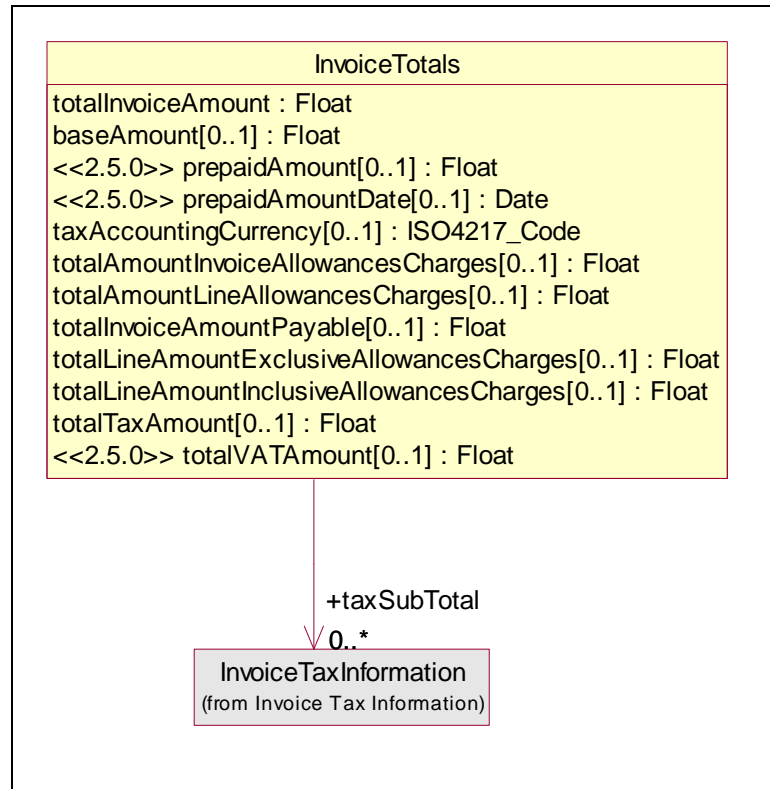 InvoiceTotals
totalInvoiceAmount : Float
baseAmount[0..1] : Float
<<2.5.0>> prepaidAmount[0..1] : Float
<<2.5.0>> prepaidAmountDate[0..1] : Date
taxAccountingCurrency[0..1] : ISO4217_Code
totalAmountInvoiceAllowancesCharges[0..1] : Float
totalAmountLineAllowancesCharges[0..1] : Float
totalInvoiceAmountPayable[0..1] : Float
totalLineAmountExclusiveAllowancesCharges[0..1] : Float
totalLineAmountInclusiveAllowancesCharges[0..1] : Float
totalTaxAmount[0..1] : Float
<<2.5.0>> totalVATAmount[0..1] : Float
+taxSubTotal
0..*
InvoiceTaxInformation
(from Invoice Tax Information)